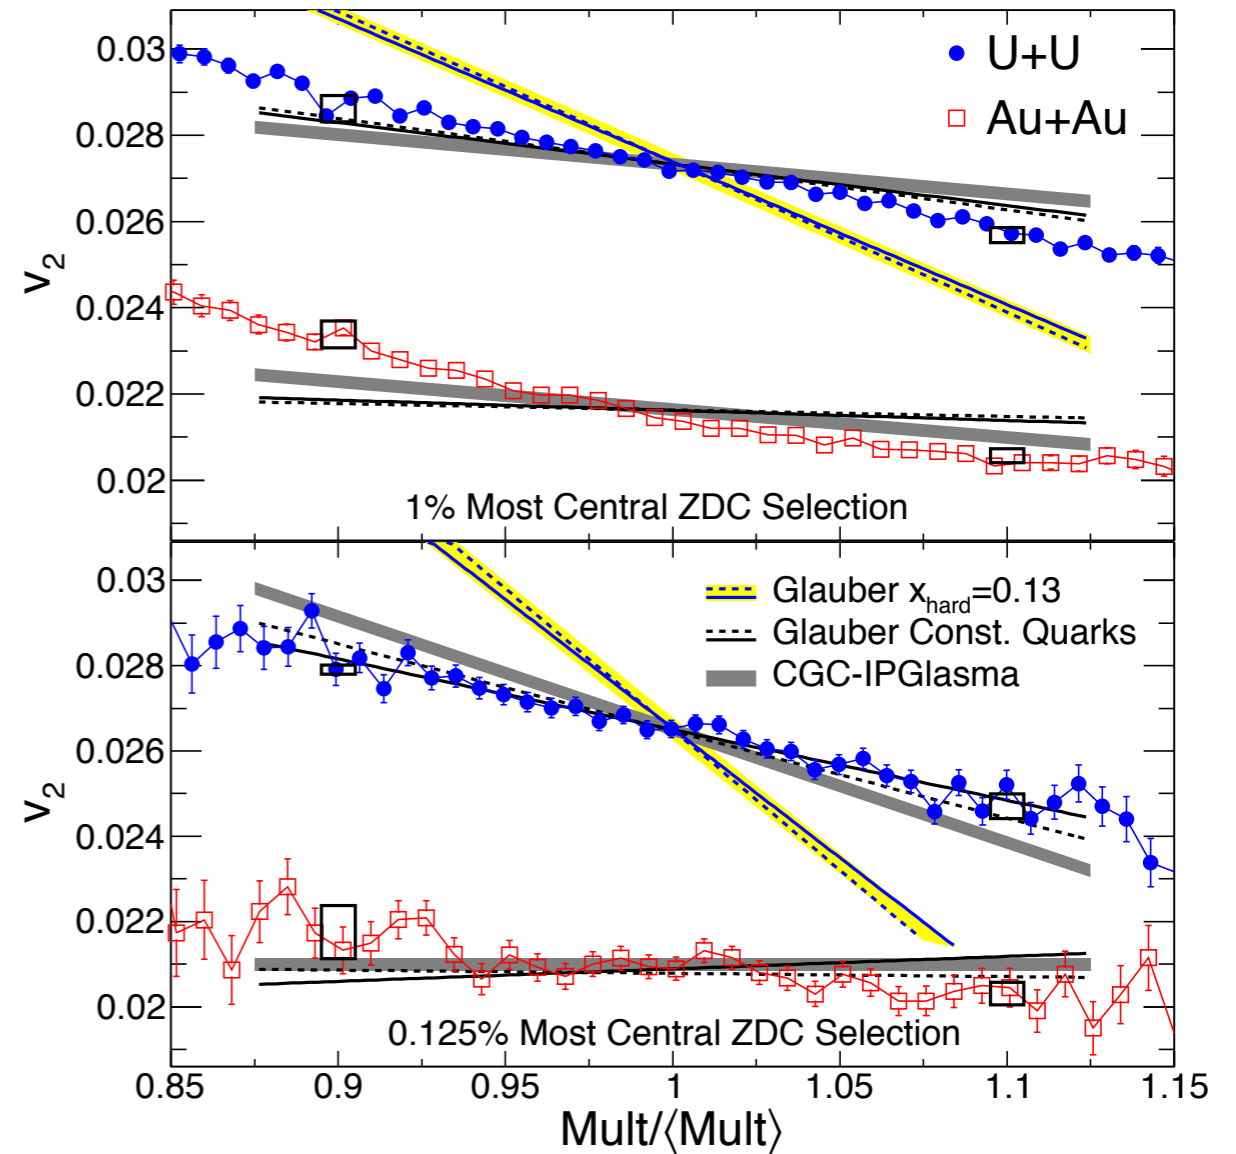 0.03
0.028
0.026
0.024
0.022
0.02
v2
U+U
Au+Au
1% Most Central ZDC Selection
0.03
0.028
0.026
0.024
0.022
0.02
v2
Glauber xhard=0.13
Glauber Const. Quarks
CGC-IPGlasma
0.125% Most Central ZDC Selection
0.85 0.9 0.95 1 1.05 1.1 1.15
Mult/⟨Mult⟩